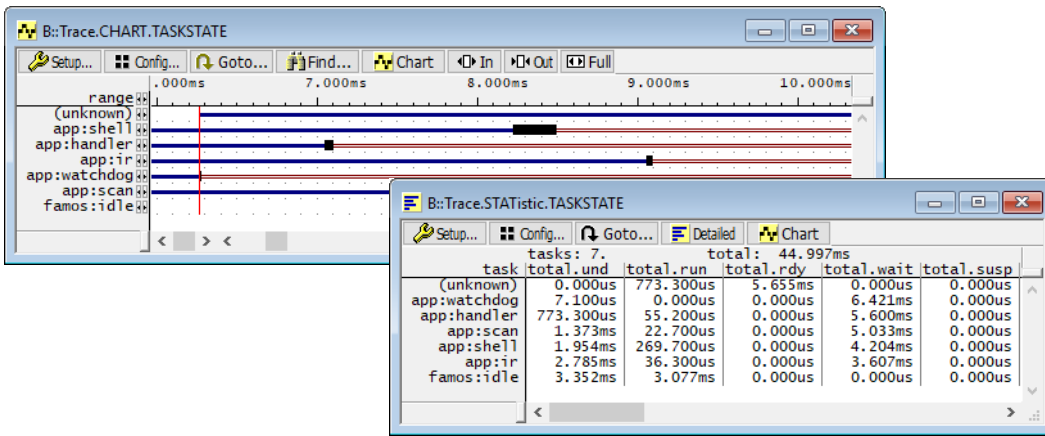 B::Trace.CHART.TASKSTATE
Setup... Config... Goto... Find... Chart In Out Full
.000ms 7.000ms 8.000ms 9.000ms 10.000ms
range
(unknown)
app:shell
app:handler
app:ir
app:watchdog
app:scan
famos:idle
B::Trace.STATistic.TASKSTATE
Setup... Config... Goto... Detailed Chart
tasks: 7. total: 44.997ms
task total.und total.run total.rdy total.wait total.susp
(unknown) 0.000us 773.300us 5.655ms 0.000us 0.000us
app:watchdog 7.100us 0.000us 0.000us 6.421ms 0.000us
app:handler 773.300us 55.200us 0.000us 5.600ms 0.000us
app:scan 1.373ms 22.700us 0.000us 5.033ms 0.000us
app:shell 1.954ms 269.700us 0.000us 4.204ms 0.000us
app:ir 2.785ms 36.300us 0.000us 3.607ms 0.000us
famos:idle 3.352ms 3.077ms 0.000us 0.000us 0.000us